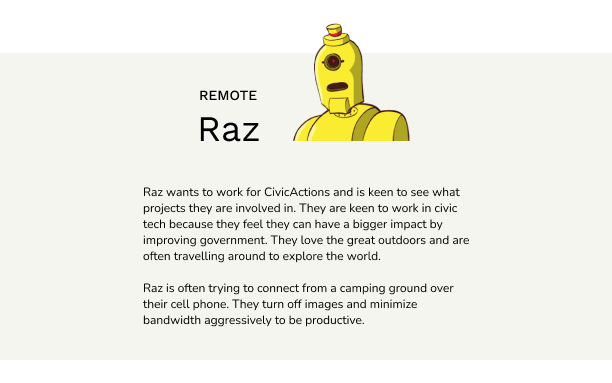 REMOTE
Raz
Raz wants to work for CivicActions and is keen to see what
projects they are involved in. They are keen to work in civic
tech because they feel they can have a bigger impact by
improving government. They love the great outdoors and are
often travelling around to explore the world.
Raz is often trying to connect from a camping ground over
their cell phone. They turn off images and minimize
bandwidth aggressively to be productive.